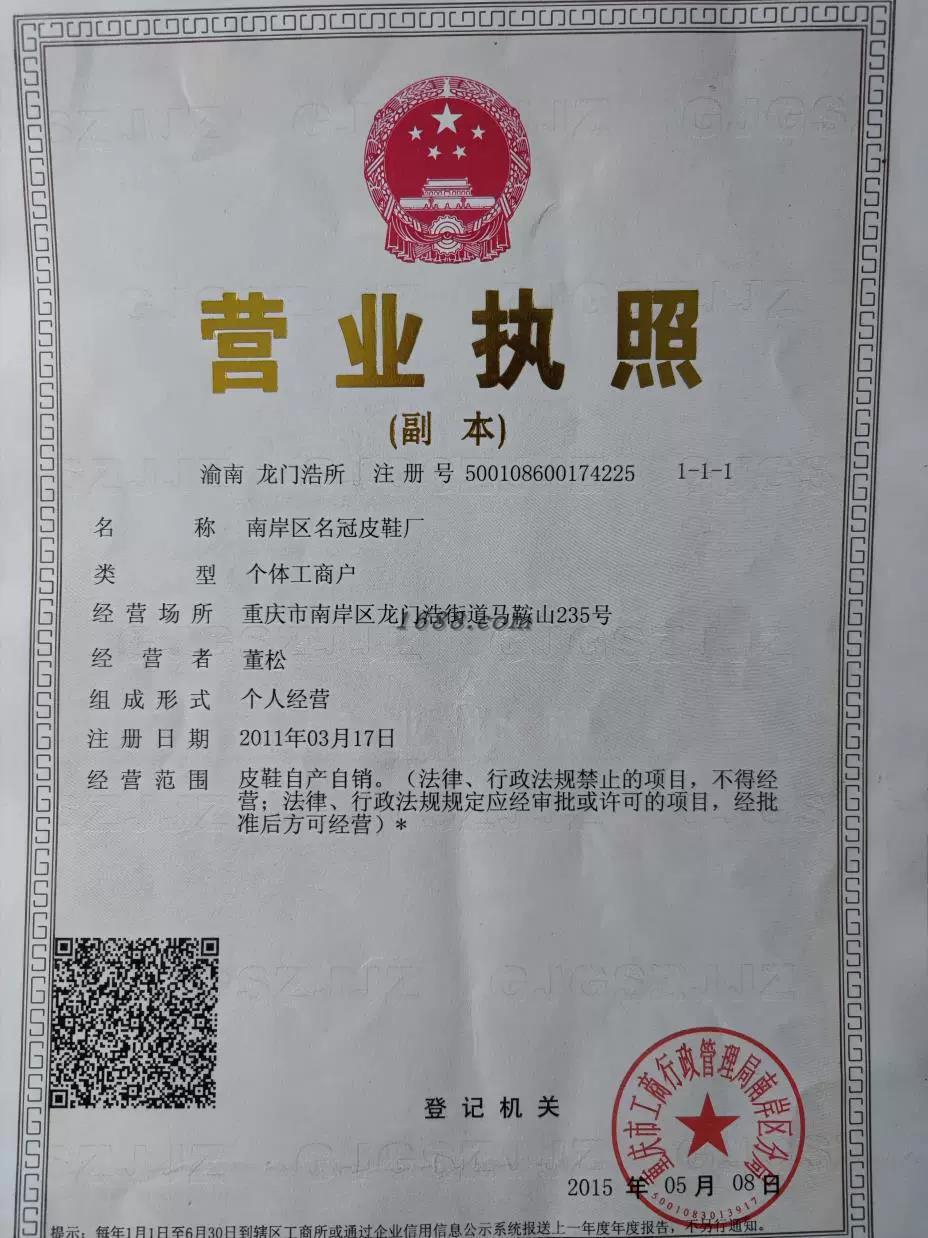 营业执照
(副 本)
渝南 龙门浩所 注 册 号 500108600174225 1-1-1
名 称 南岸区名冠皮鞋厂
类 型 个体工商户
经 营 场 所 重庆市南岸区龙门浩街道马鞍山235号
1688.com
经 营 者 董松
组 成 形 式 个人经营
注 册 日 期 2011年03月17日
经 营 范 围 皮鞋自产自销。（法律、行政法规禁止的项目，不得经
营；法律、行政法规规定应经审批或许可的项目，经批
准后方可经营）*
登 记 机 关
重庆市工商行政管理局南岸区分局
5001083013917
2015 年 05 月 08 日
提示：每年1月1日至6月30日到辖区工商所或通过企业信用信息公示系统报送上一年度年度报告，不另行通知。